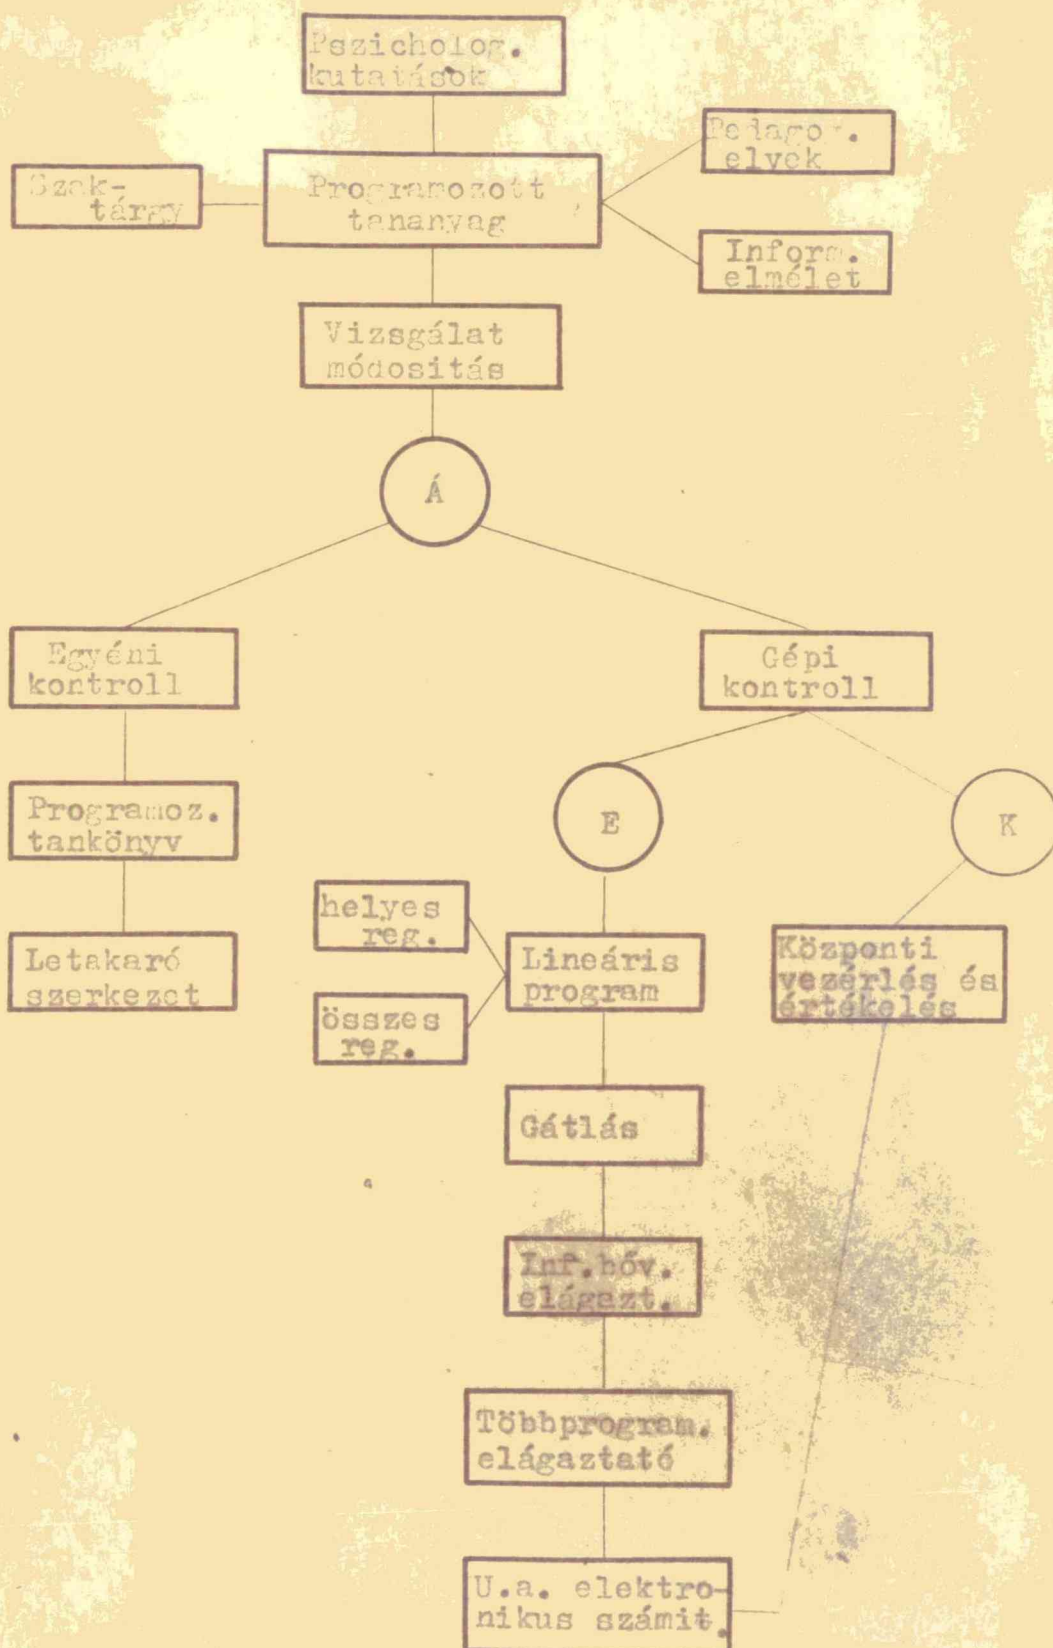 Pszicholog.
kutatások
Pedagog.
elvek
Szak-
tárgy
Programozott
tananyag
Inform.
elmélet
Vizsgálat
módositás
Á
Egyéni
kontroll
Gépi
kontroll
Programoz.
tankönyv
E
K
helyes
reg.
Letakaró
szerkezet
Lineáris
program
Központi
vezérlés és
értékelés
összes
reg.
Gátlás
Inf.bőv.
elágazt.
Többprogram.
elágaztató
U.a. elektro-
nikus számit.